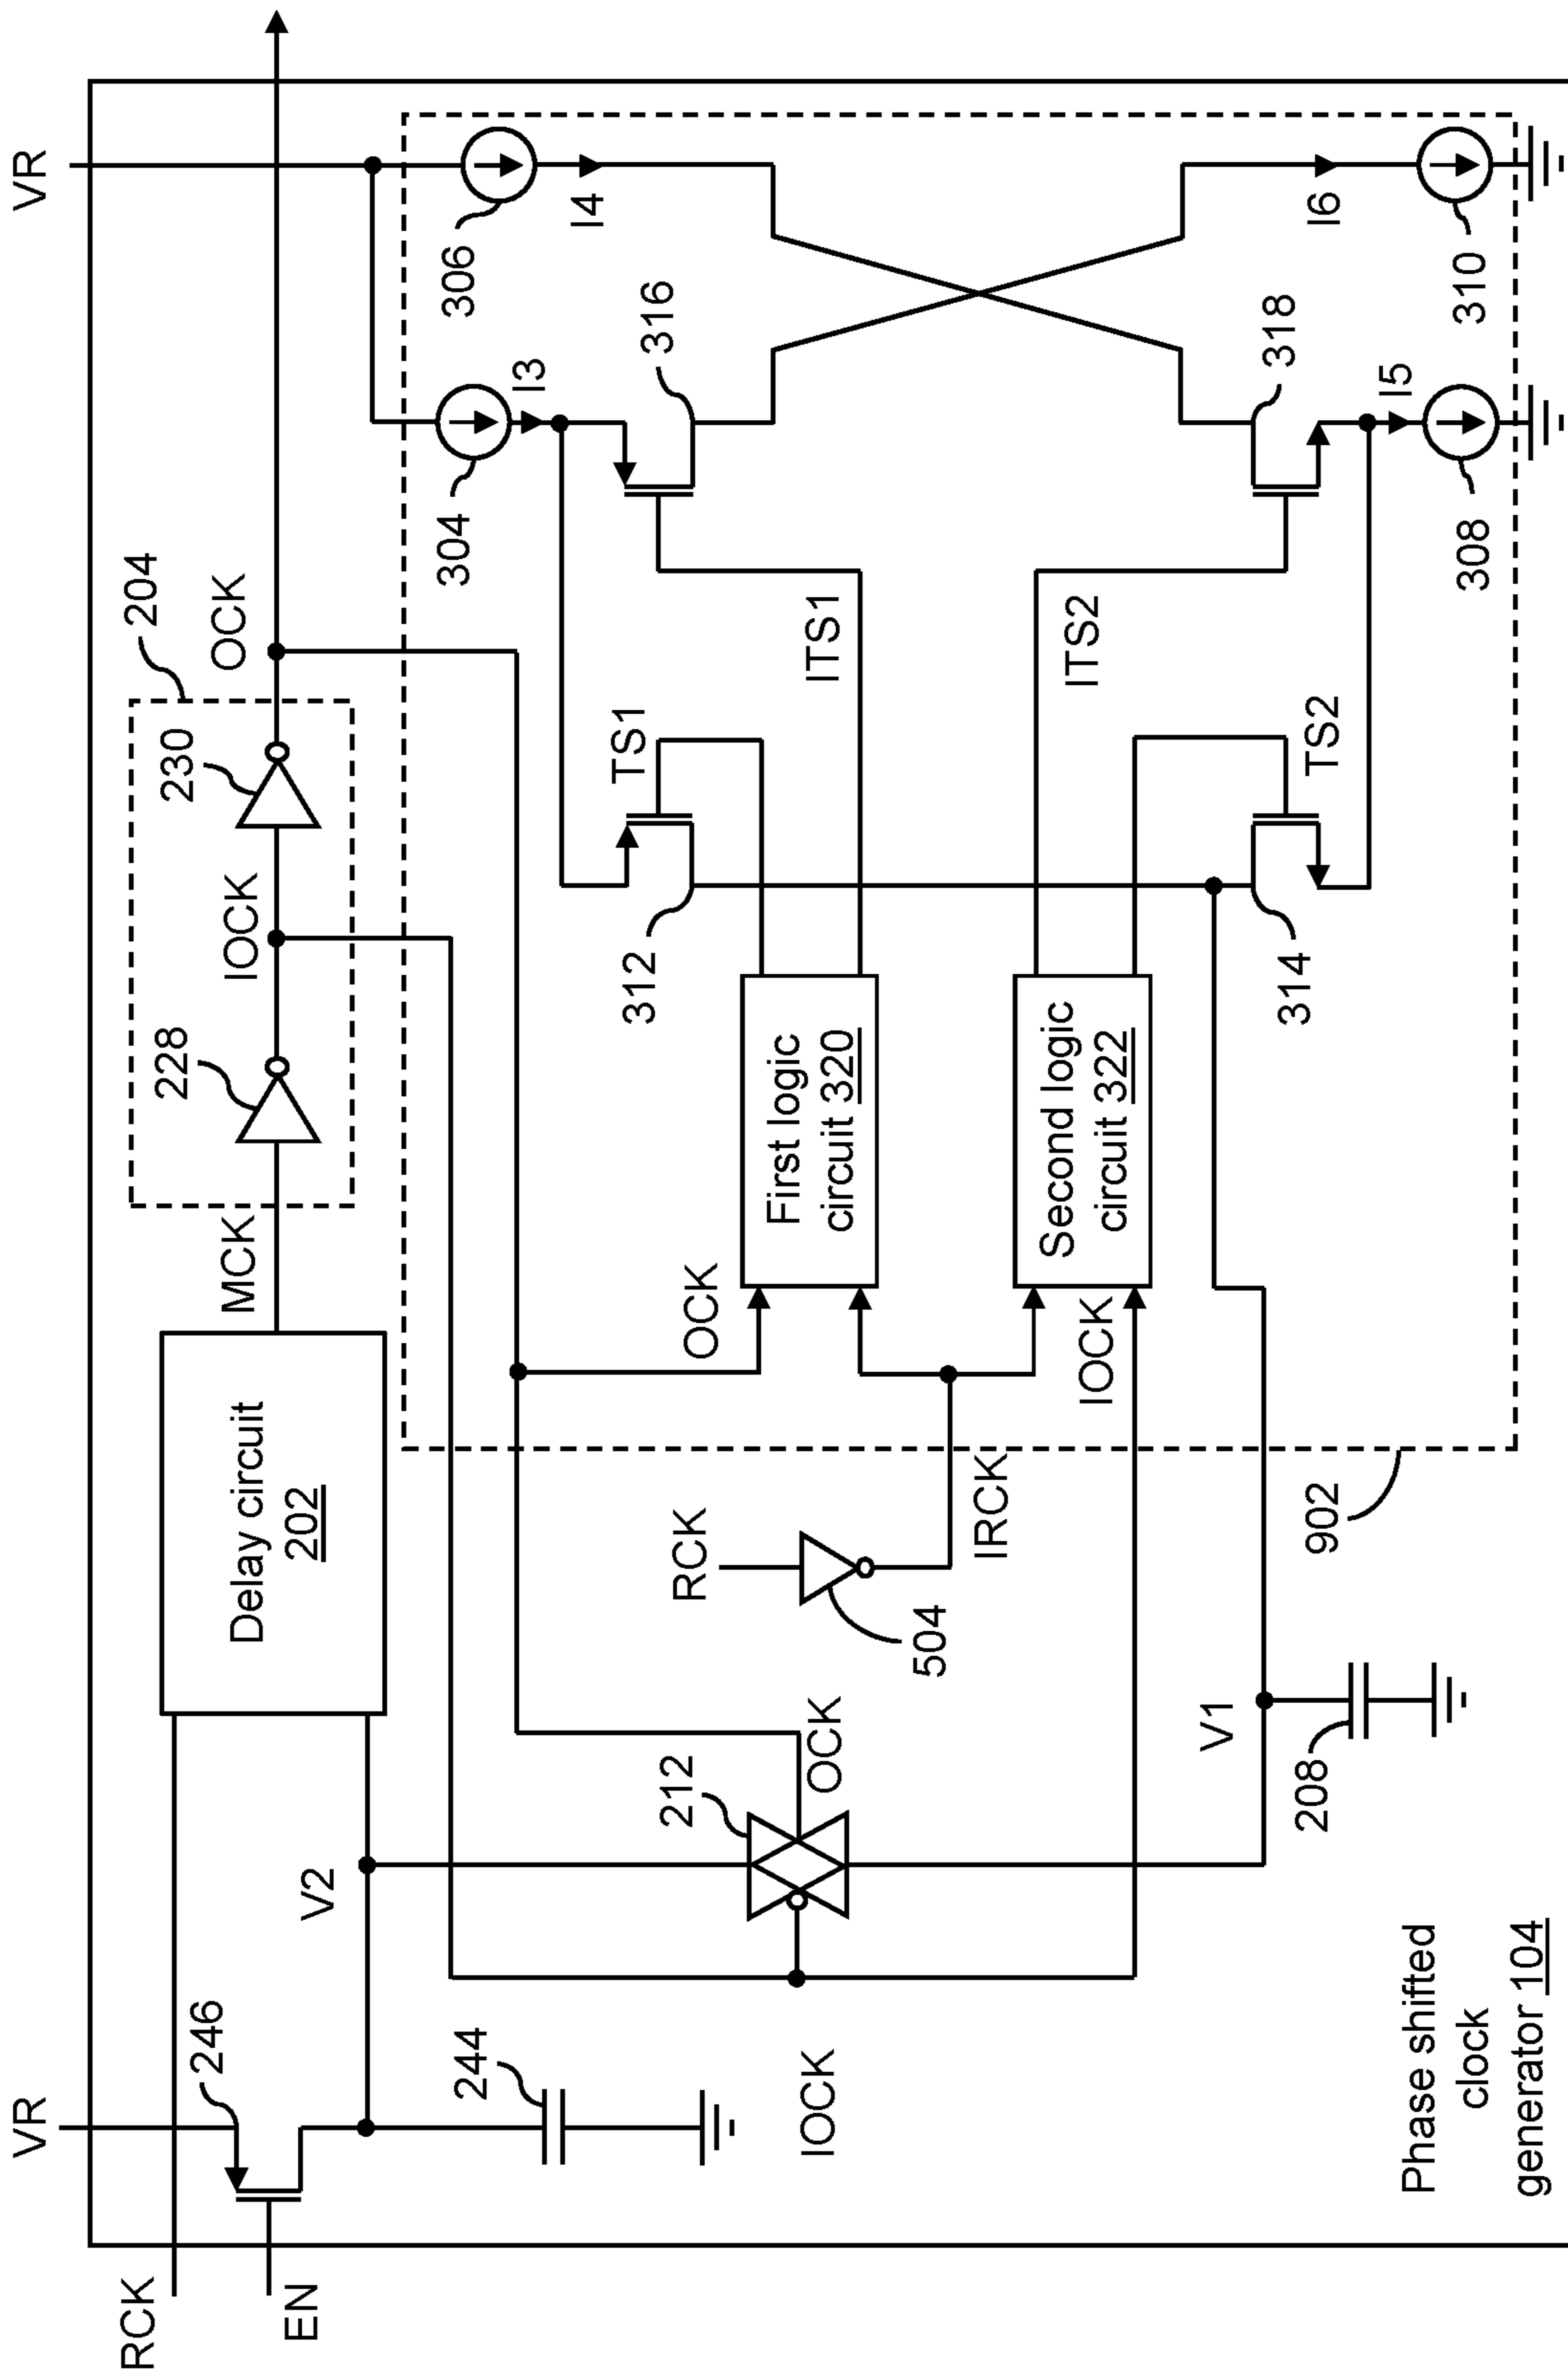 RCK
EN
VR
246
244
V2
Delay circuit
202
MCK
228
IOCK
230
204
OCK
VR
IOCK
212
OCK
RCK
504
IRCK
OCK
IOCK
First logic
circuit 320
Second logic
circuit 322
312
TS1
ITS1
304
I3
306
I4
316
ITS2
318
314
TS2
308
I5
310
I6
V1
208
902
Phase shifted
clock
generator 104